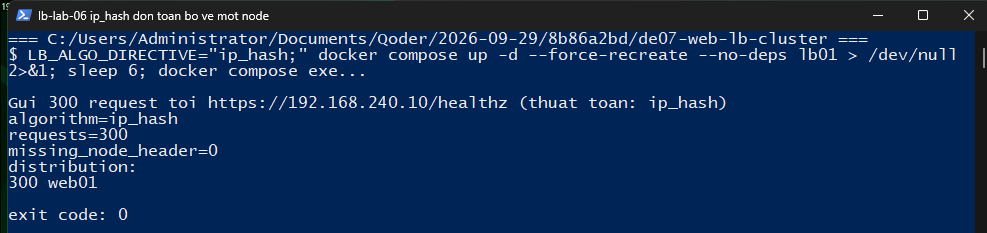 lb-lab-06 ip_hash don toan bo ve mot node
=== C:/Users/Administrator/Documents/Qoder/2026-09-29/8b86a2bd/de07-web-lb-cluster ===
$ LB_ALGO_DIRECTIVE="ip_hash;" docker compose up -d --force-recreate --no-deps lb01 > /dev/null
2>&1; sleep 6; docker compose exe...
Gui 300 request toi https://192.168.240.10/healthz (thuat toan: ip_hash)
algorithm=ip_hash
requests=300
missing_node_header=0
distribution:
300 web01
exit code: 0